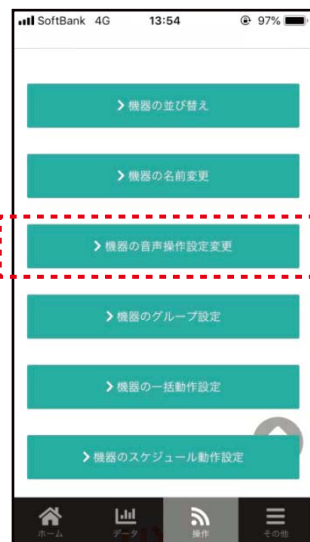 SoftBank 4G 13:54 97%
機器の並び替え
機器の名前変更
機器の音声操作設定変更
機器のグループ設定
機器の一括動作設定
機器のスケジュール動作設定
ホーム データ 操作 その他